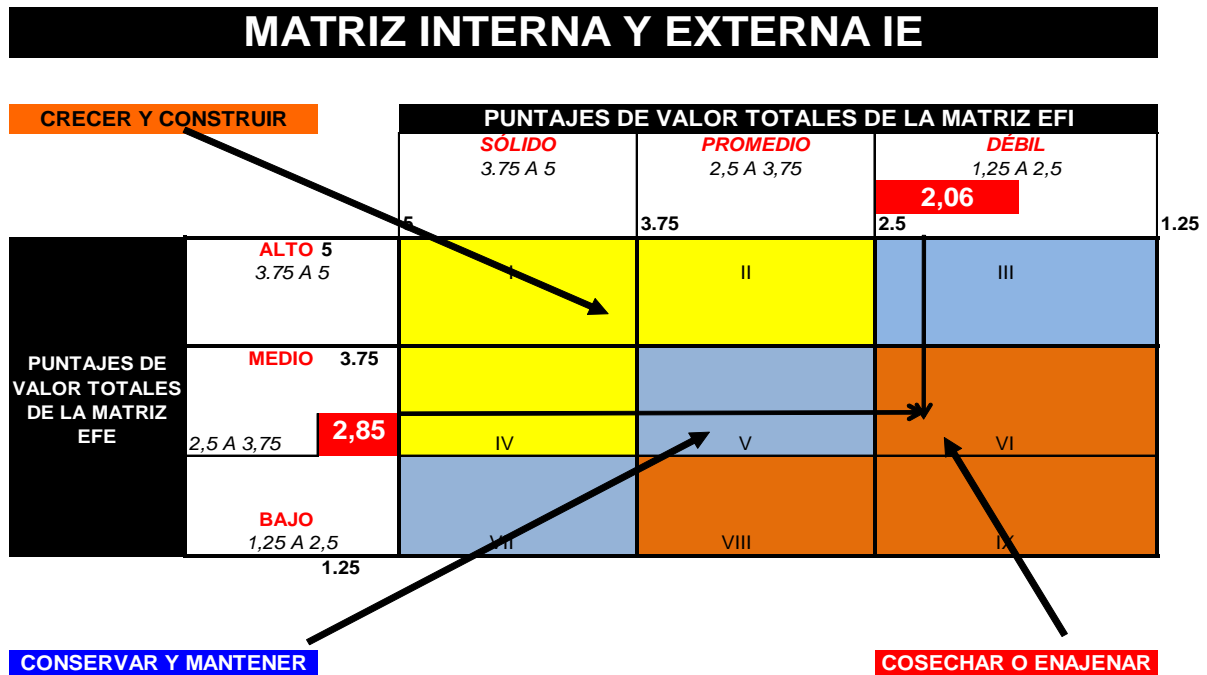 MATRIZ INTERNA Y EXTERNA IE
CRECER Y CONSTRUIR
PUNTAJES DE VALOR TOTALES DE LA MATRIZ EFI
SÓLIDO
3.75 A 5
PROMEDIO
2,5 A 3,75
DÉBIL
1,25 A 2,5
2,06
5
3.75
2.5
1.25
PUNTAJES DE
VALOR TOTALES
DE LA MATRIZ
EFE
ALTO 5
3.75 A 5
I
II
III
MEDIO 3.75
2,5 A 3,75
2,85
IV
V
VI
BAJO
1,25 A 2,5
1.25
VII
VIII
IX
CONSERVAR Y MANTENER
COSECHAR O ENAJENAR